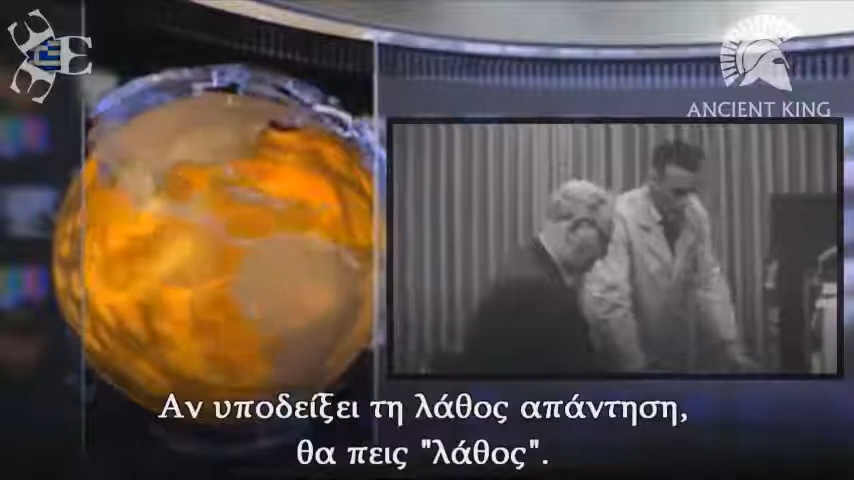 ANCIENT KING
Αν υποδείξει τη λάθος απάντηση,
θα πεις "λάθος".